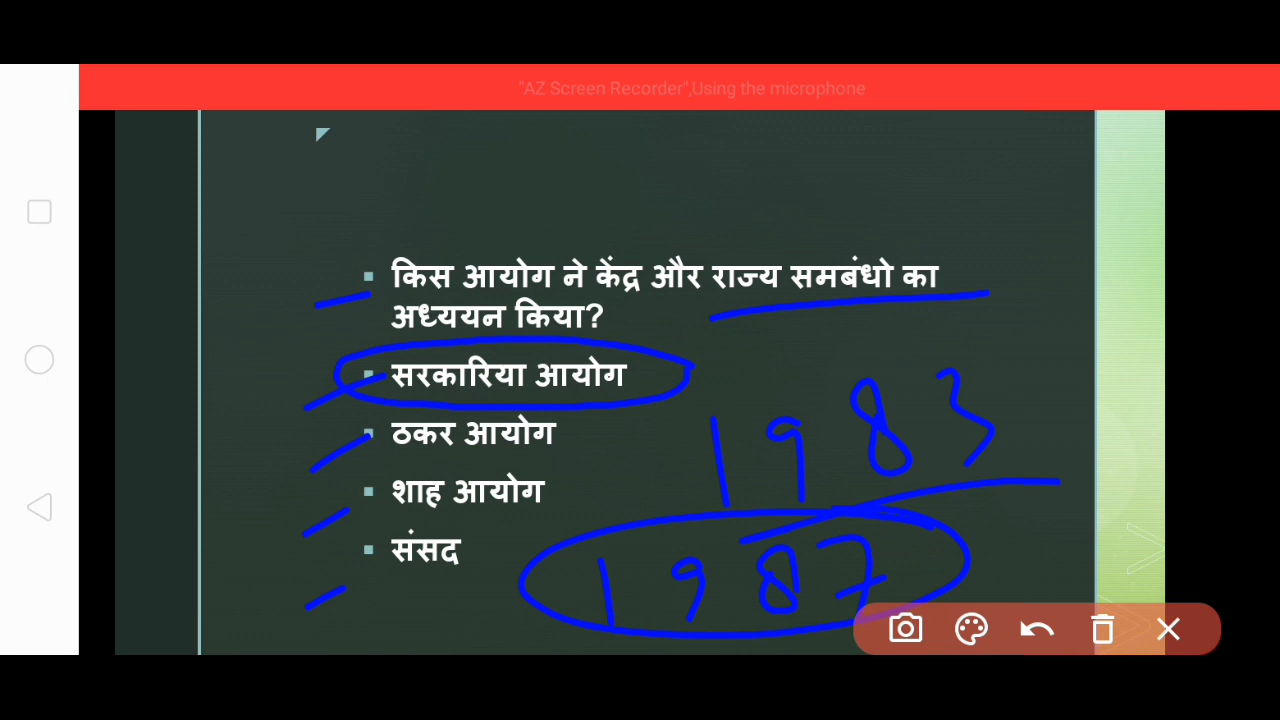 "AZ Screen Recorder",Using the microphone
किस आयोग ने केंद्र और राज्य समबंधो का
अध्ययन किया?
सरकारिया आयोग
ठकर आयोग
शाह आयोग
संसद
1983
1987